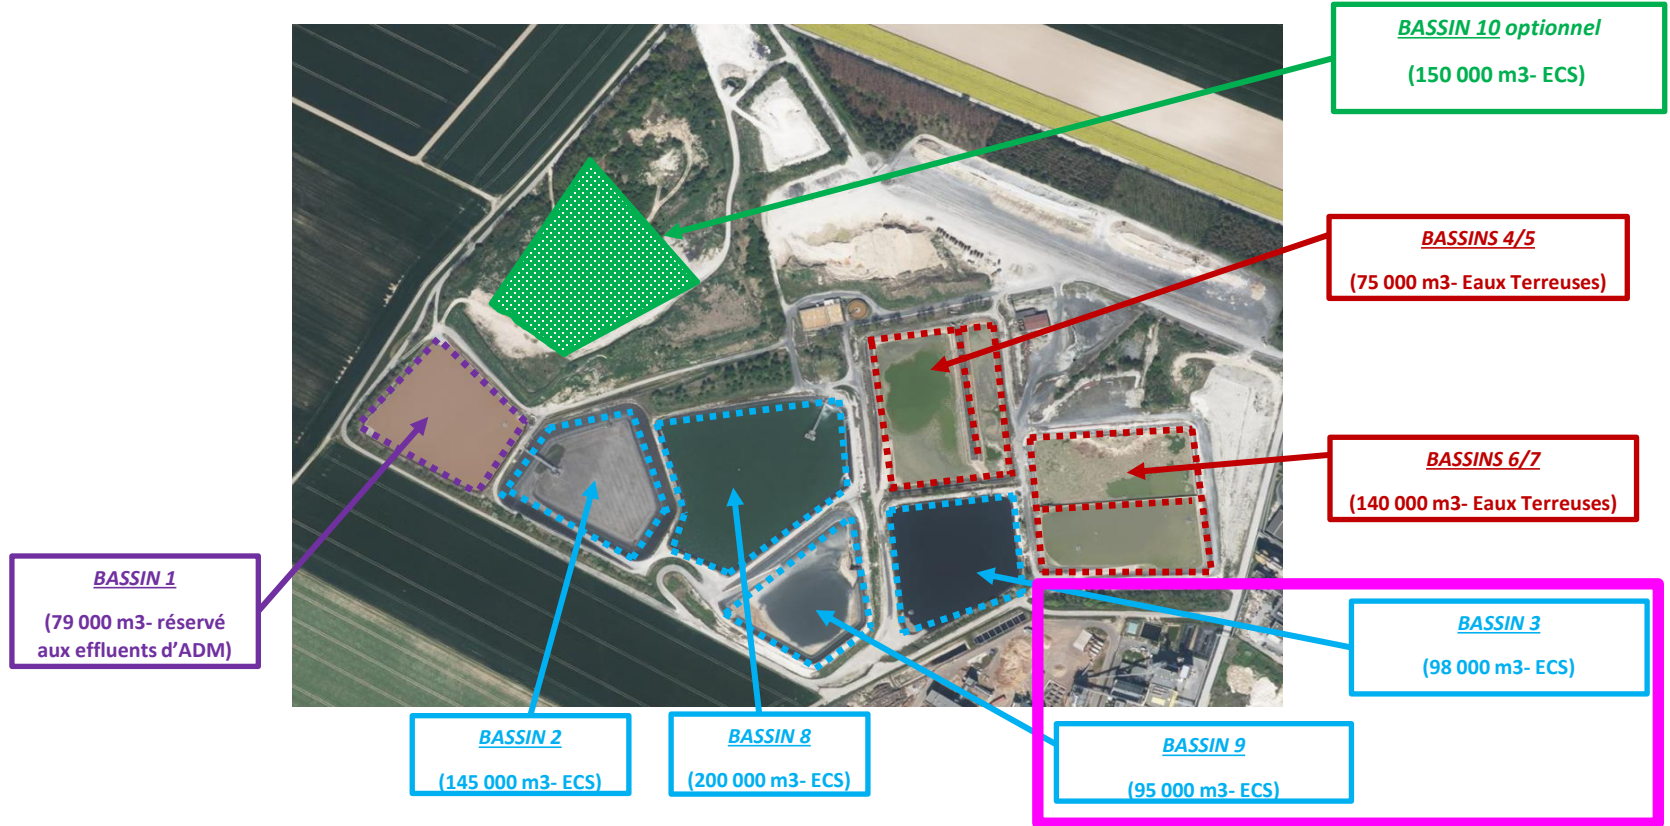 BASSIN 10 optionnel
(150 000 m3- ECS)
BASSINS 4/5
(75 000 m3- Eaux Terreuses)
BASSINS 6/7
(140 000 m3- Eaux Terreuses)
BASSIN 1
(79 000 m3- réservé
aux effluents d’ADM)
BASSIN 3
(98 000 m3- ECS)
BASSIN 2
(145 000 m3- ECS)
BASSIN 8
(200 000 m3- ECS)
BASSIN 9
(95 000 m3- ECS)